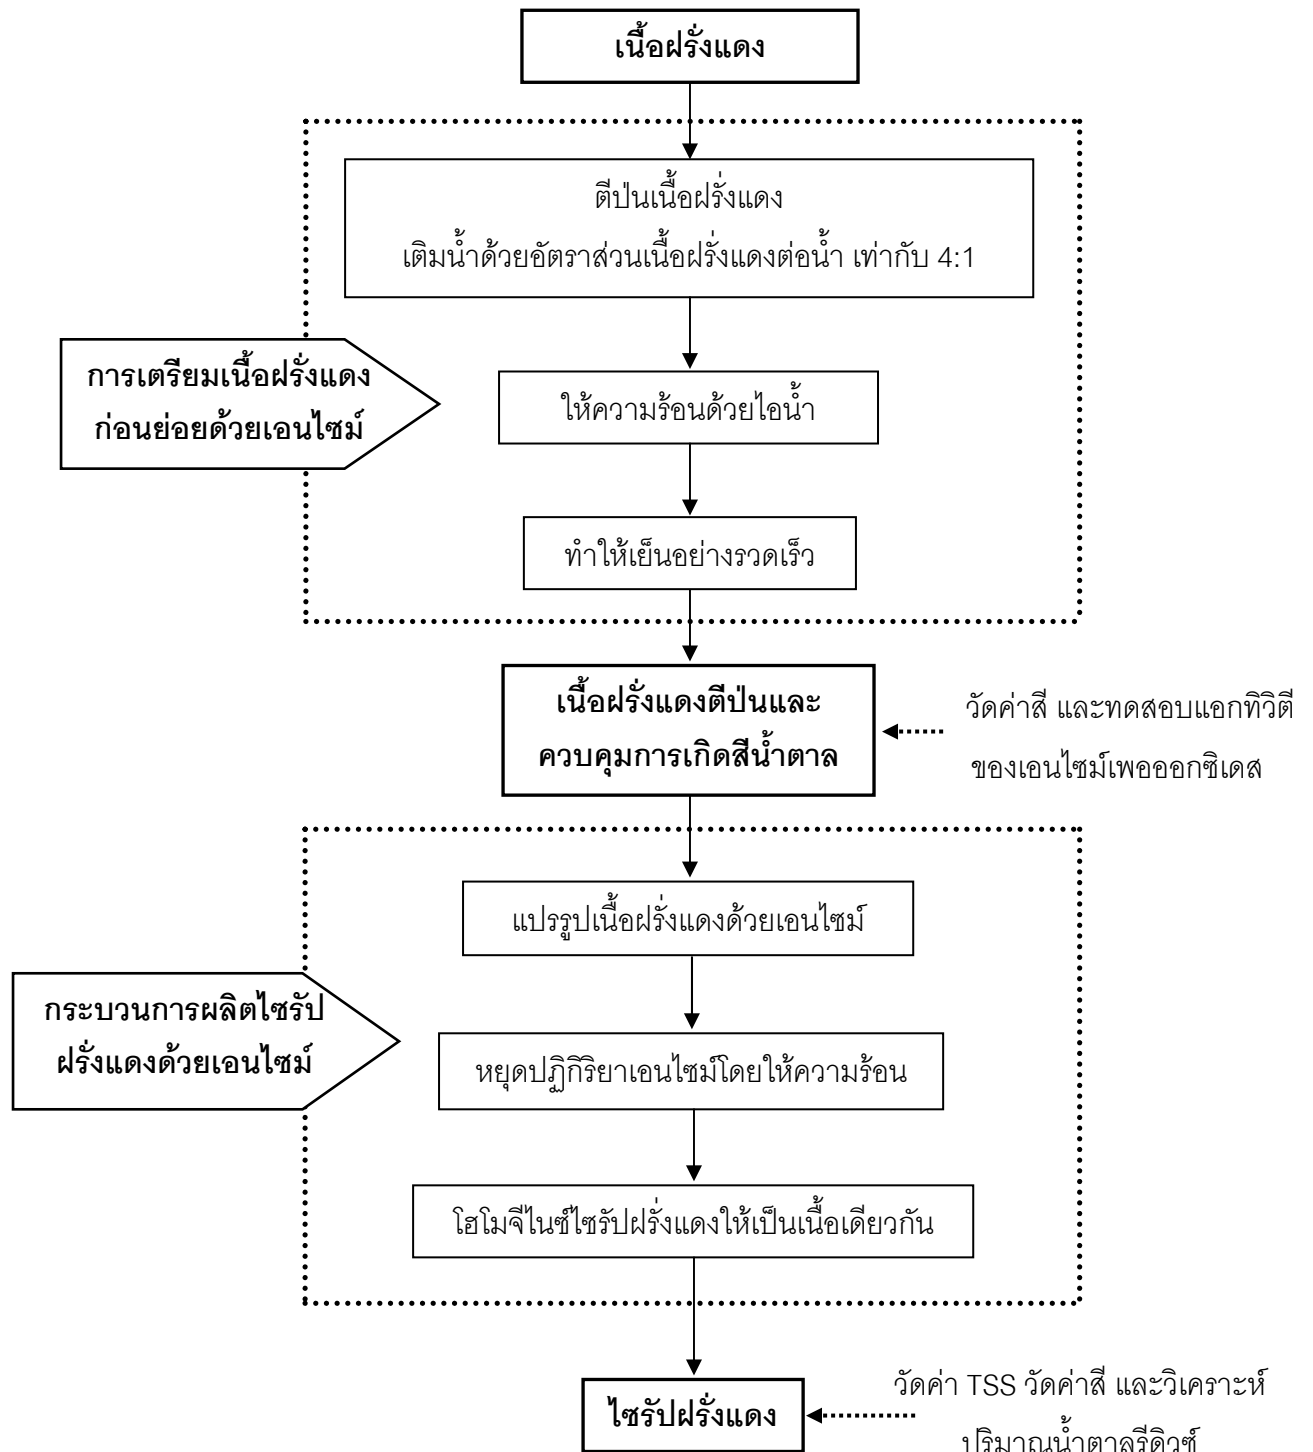 เนื้อฝรั่งแดง
ตีป่นเนื้อฝรั่งแดง
เติมน้ำด้วยอัตราส่วนเนื้อฝรั่งแดงต่อน้ำ เท่ากับ 4:1
การเตรียมเนื้อฝรั่งแดง
ก่อนย่อยด้วยเอนไซม์
ให้ความร้อนด้วยไอน้ำ
ทำให้เย็นอย่างรวดเร็ว
เนื้อฝรั่งแดงตีป่นและ
ควบคุมการเกิดสีน้ำตาล
วัดค่าสี และทดสอบแอกทิวิตี
ของเอนไซม์เพอออกซิเดส
แปรรูปเนื้อฝรั่งแดงด้วยเอนไซม์
กระบวนการผลิตไซรัป
ฝรั่งแดงด้วยเอนไซม์
หยุดปฏิกิริยาเอนไซม์โดยให้ความร้อน
โฮโมจีไนซ์ไซรัปฝรั่งแดงให้เป็นเนื้อเดียวกัน
ไซรัปฝรั่งแดง
วัดค่า TSS วัดค่าสี และวิเคราะห์
ปริมาณน้ำตาลรีดิวซ์